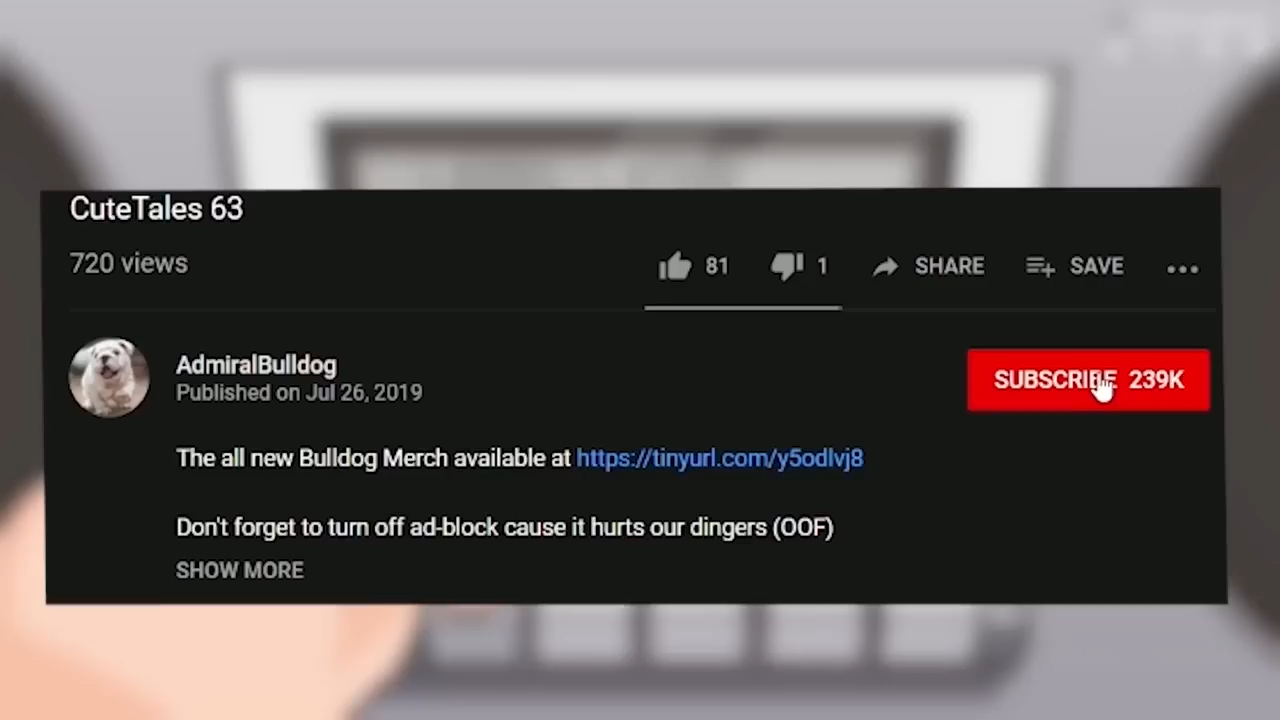 CuteTales 63
720 views
81 1 SHARE SAVE
AdmiralBulldog
Published on Jul 26, 2019
SUBSCRIBE 239K
The all new Bulldog Merch available at https://tinyurl.com/y5odlvj8
Don't forget to turn off ad-block cause it hurts our dingers (OOF)
SHOW MORE